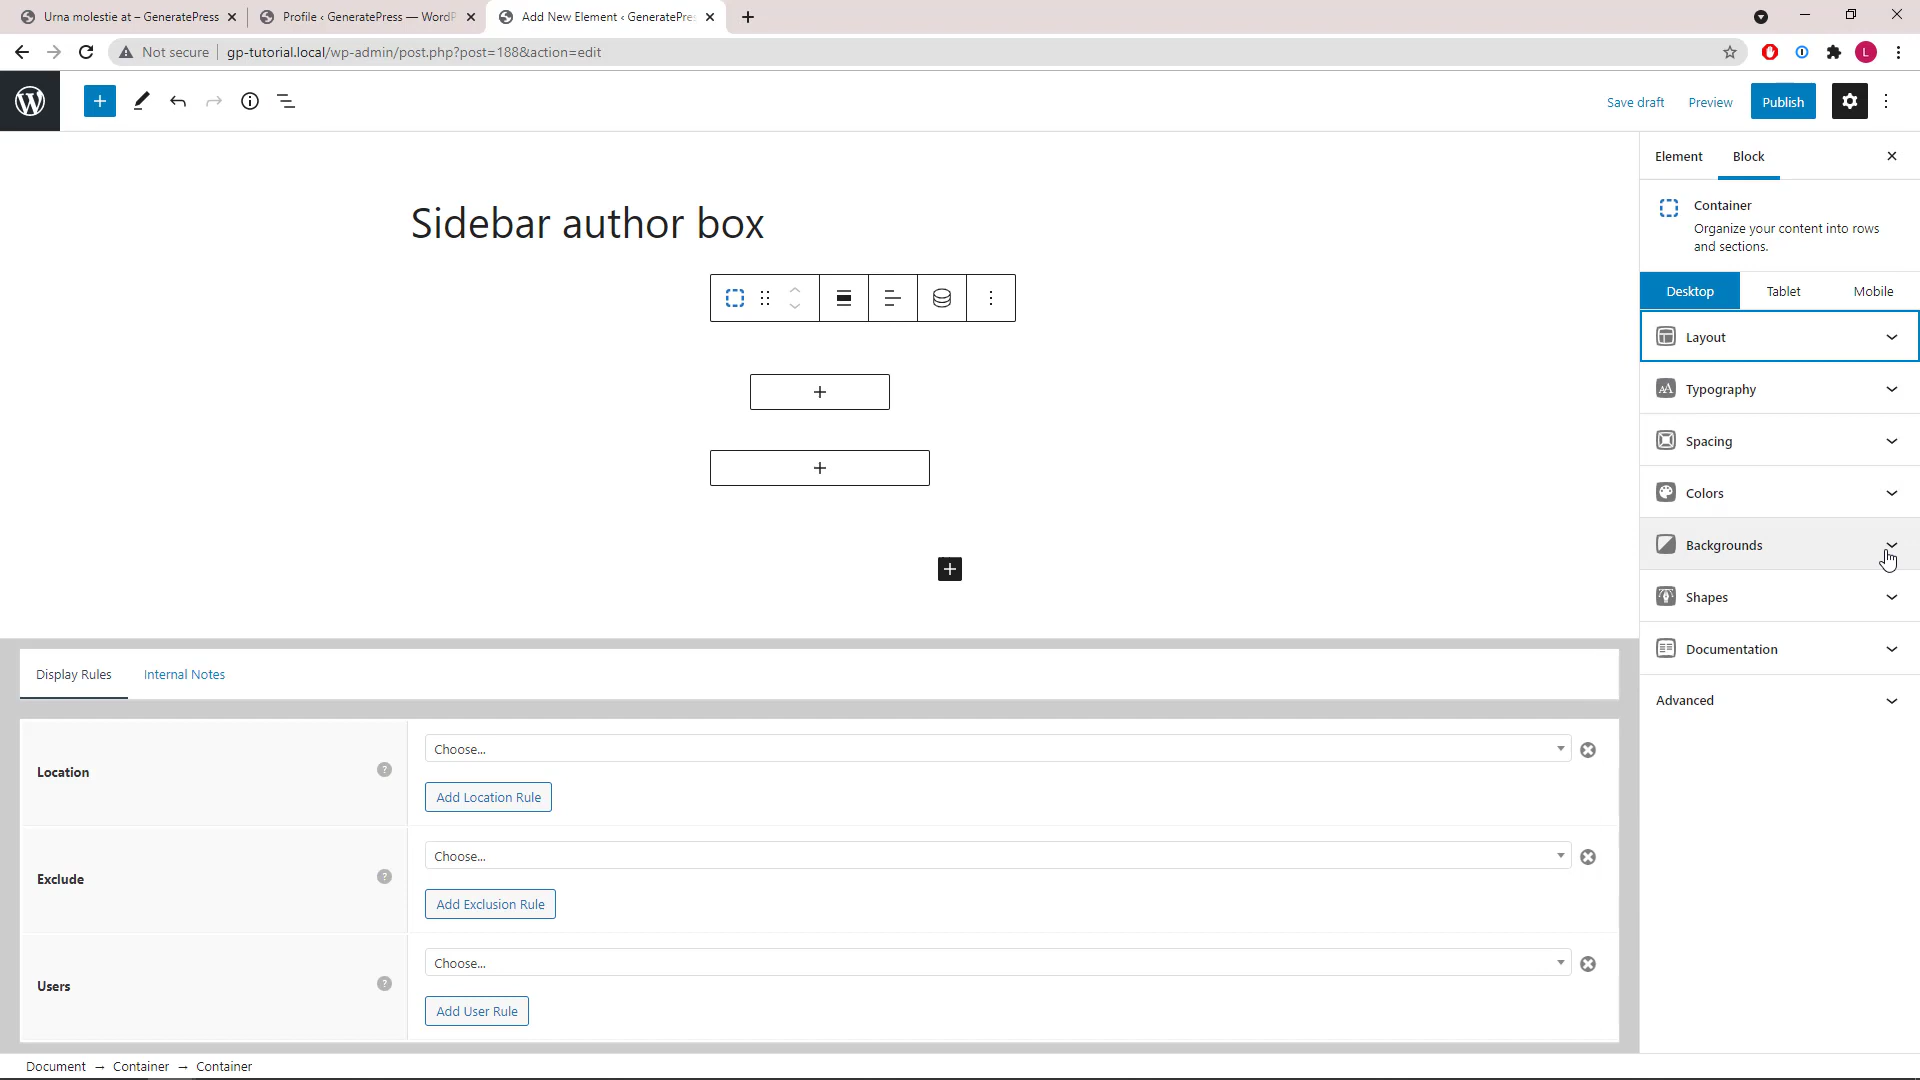 Urna molestie at – GeneratePress
Profile ‹ GeneratePress — WordP
Add New Element ‹ GeneratePres
Not secure
gp-tutorial.local/wp-admin/post.php?post=188&action=edit
L
Save draft
Preview
Publish
Element
Block
Container
Organize your content into rows
and sections.
Desktop
Tablet
Mobile
Layout
Typography
Spacing
Colors
Backgrounds
Shapes
Documentation
Advanced
Sidebar author box
Display Rules
Internal Notes
Location
?
Choose...
Add Location Rule
Exclude
?
Choose...
Add Exclusion Rule
Users
?
Choose...
Add User Rule
Document → Container → Container